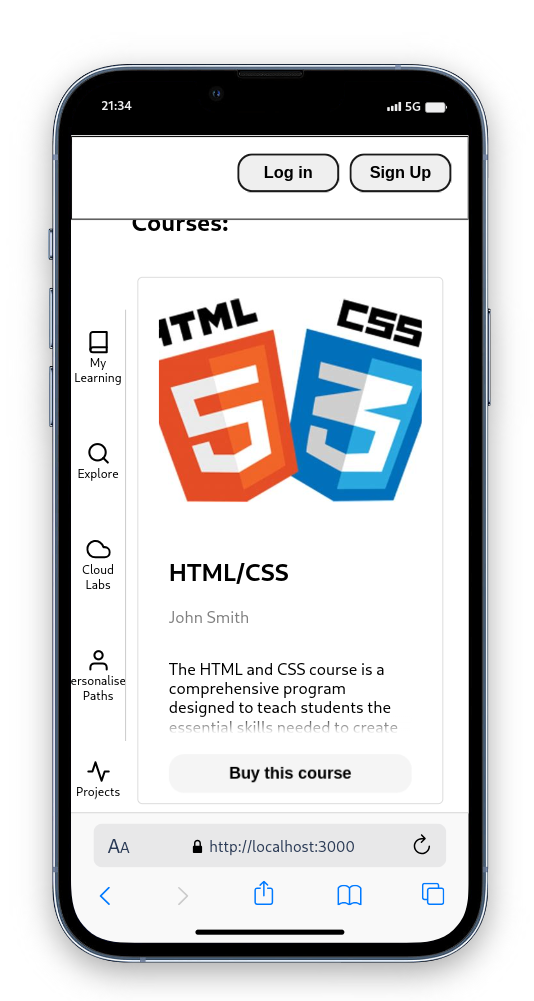 21:34
5G
Log in
Sign Up
Courses:
HTML
CSS
5
3
My
Learning
Explore
Cloud
Labs
ersonalise
Paths
Projects
HTML/CSS
John Smith
The HTML and CSS course is a
comprehensive program
designed to teach students the
essential skills needed to create
Buy this course
AA
http://localhost:3000